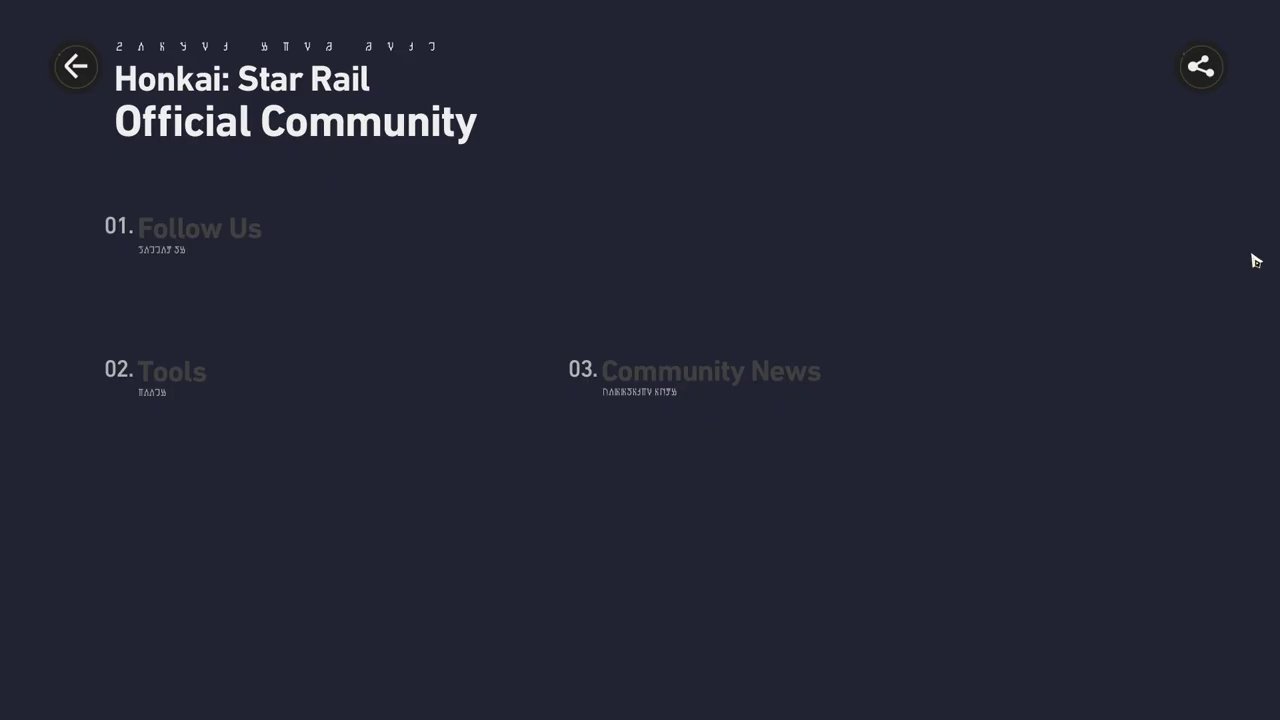 Honkai: Star Rail
Official Community
01. Follow Us
02. Tools
03. Community News